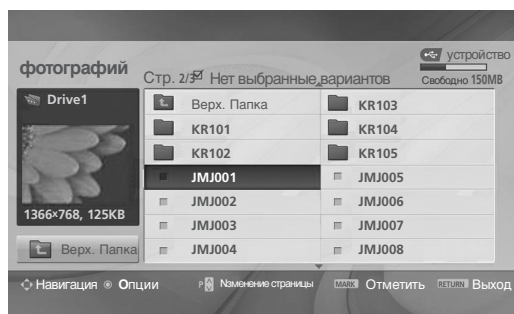 устройство
фотографий
Стр. 2/3 Нет выбранные вариантов
Свободно 150MB
Drive1
1366×768, 125KB
Верх. Папка
Верх. Папка
KR101
KR102
JMJ001
JMJ002
JMJ003
JMJ004
KR103
KR104
KR105
JMJ005
JMJ006
JMJ007
JMJ008
Навигация Опции P Nзменение страницы MARK Отметить RETURN Выход